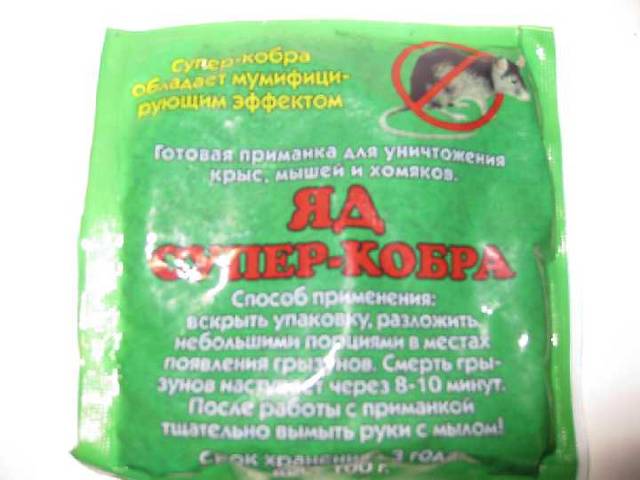 Супер-кобра
обладает мумифици-
рующим эффектом
Готовая приманка для уничтожения
крыс, мышей и хомяков.
ЯД
СУПЕР-КОБРА
Способ применения:
вскрыть упаковку, разложить
небольшими порциями в местах
появления грызунов. Смерть гры-
зунов наступает через 8-10 минут.
После работы с приманкой
тщательно вымыть руки с мылом!
Срок хранения - 3 года
100 г.